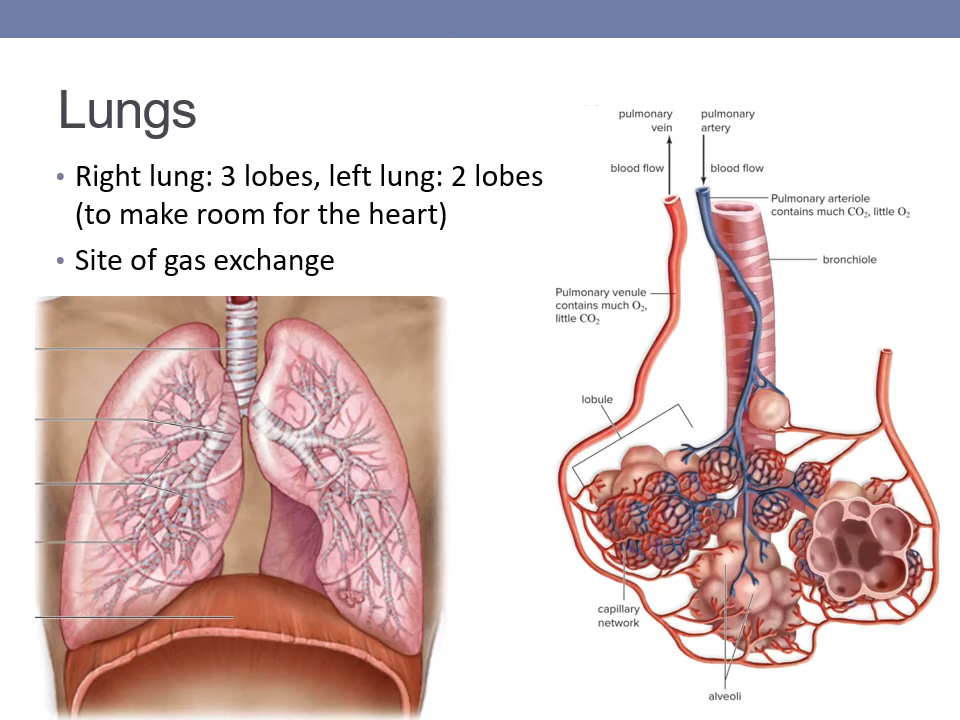 Lungs
• Right lung: 3 lobes, left lung: 2 lobes
(to make room for the heart)
• Site of gas exchange
pulmonary
vein
pulmonary
artery
blood flow
blood flow
Pulmonary arteriole
contains much CO₂, little O₂
bronchiole
Pulmonary venule
contains much O₂,
little CO₂
lobule
capillary
network
alveoli